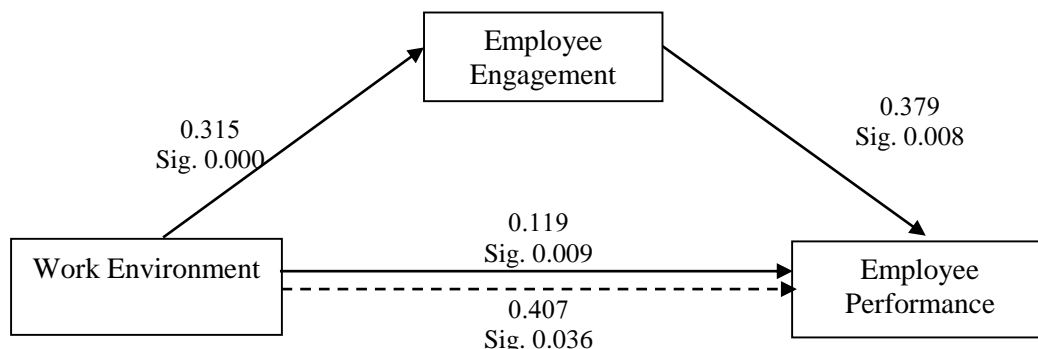 Employee
Engagement
0.315
Sig. 0.000
0.379
Sig. 0.008
0.119
Sig. 0.009
Work Environment
Employee
Performance
0.407
Sig. 0.036